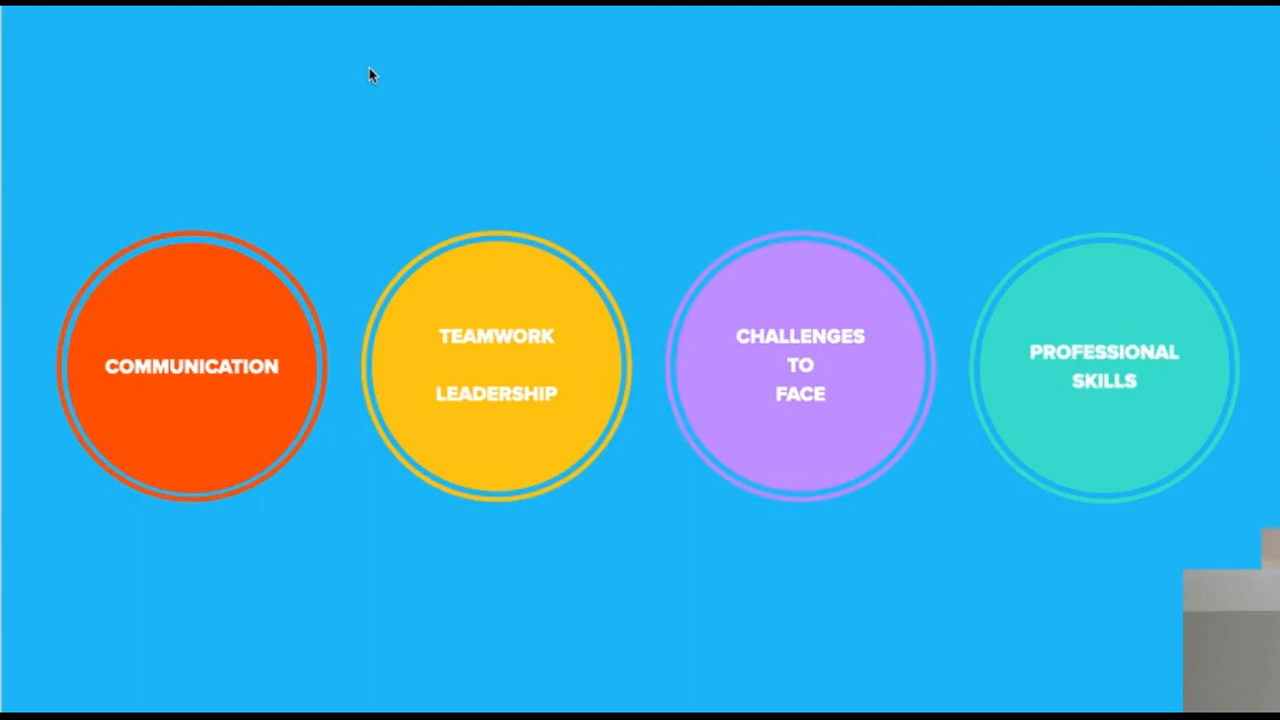 COMMUNICATION
TEAMWORK
LEADERSHIP
CHALLENGES
TO
FACE
PROFESSIONAL
SKILLS